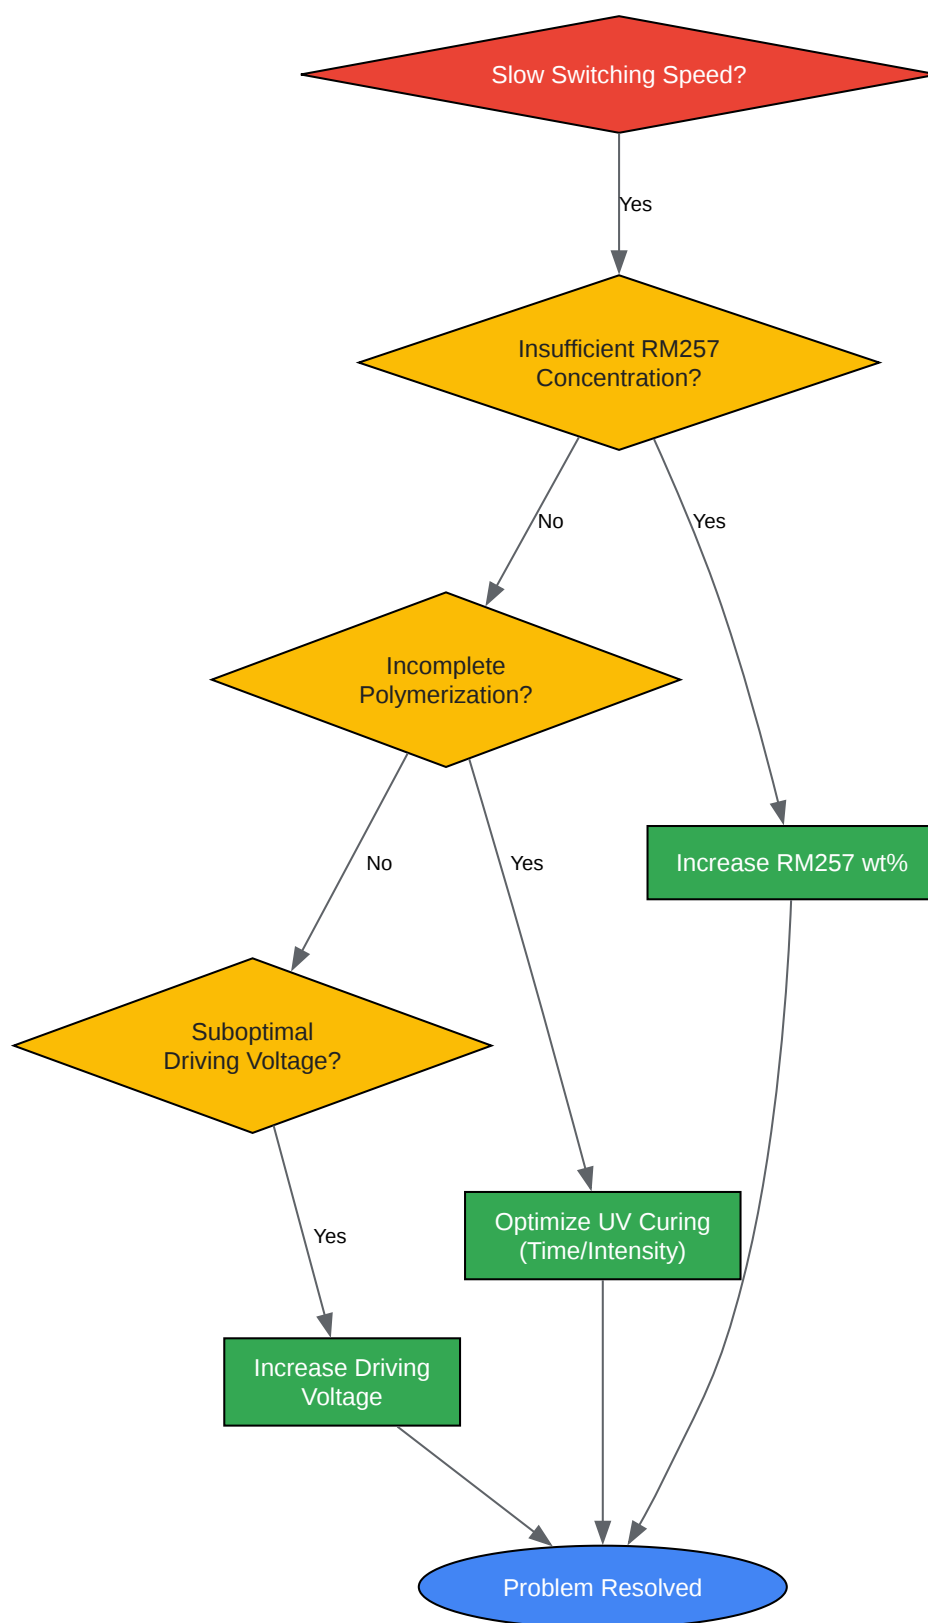 Slow Switching Speed?
Yes
Insufficient RM257
Concentration?
No
Yes
Incomplete
Polymerization?
No
Yes
Increase RM257 wt%
Suboptimal
Driving Voltage?
Yes
Optimize UV Curing
(Time/Intensity)
Increase Driving
Voltage
Problem Resolved